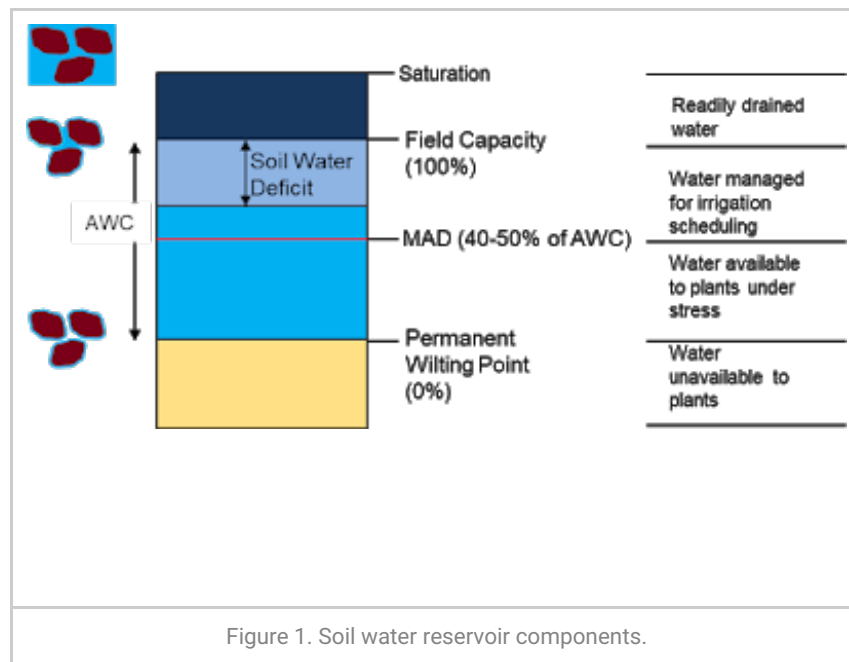 Saturation
Readily drained
water
Field Capacity
(100%)
Soil Water
Deficit
Water managed
for irrigation
scheduling
AWC
MAD (40-50% of AWC)
Water available
to plants under
stress
Permanent
Wilting Point
(0%)
Water
unavailable to
plants
Figure 1. Soil water reservoir components.